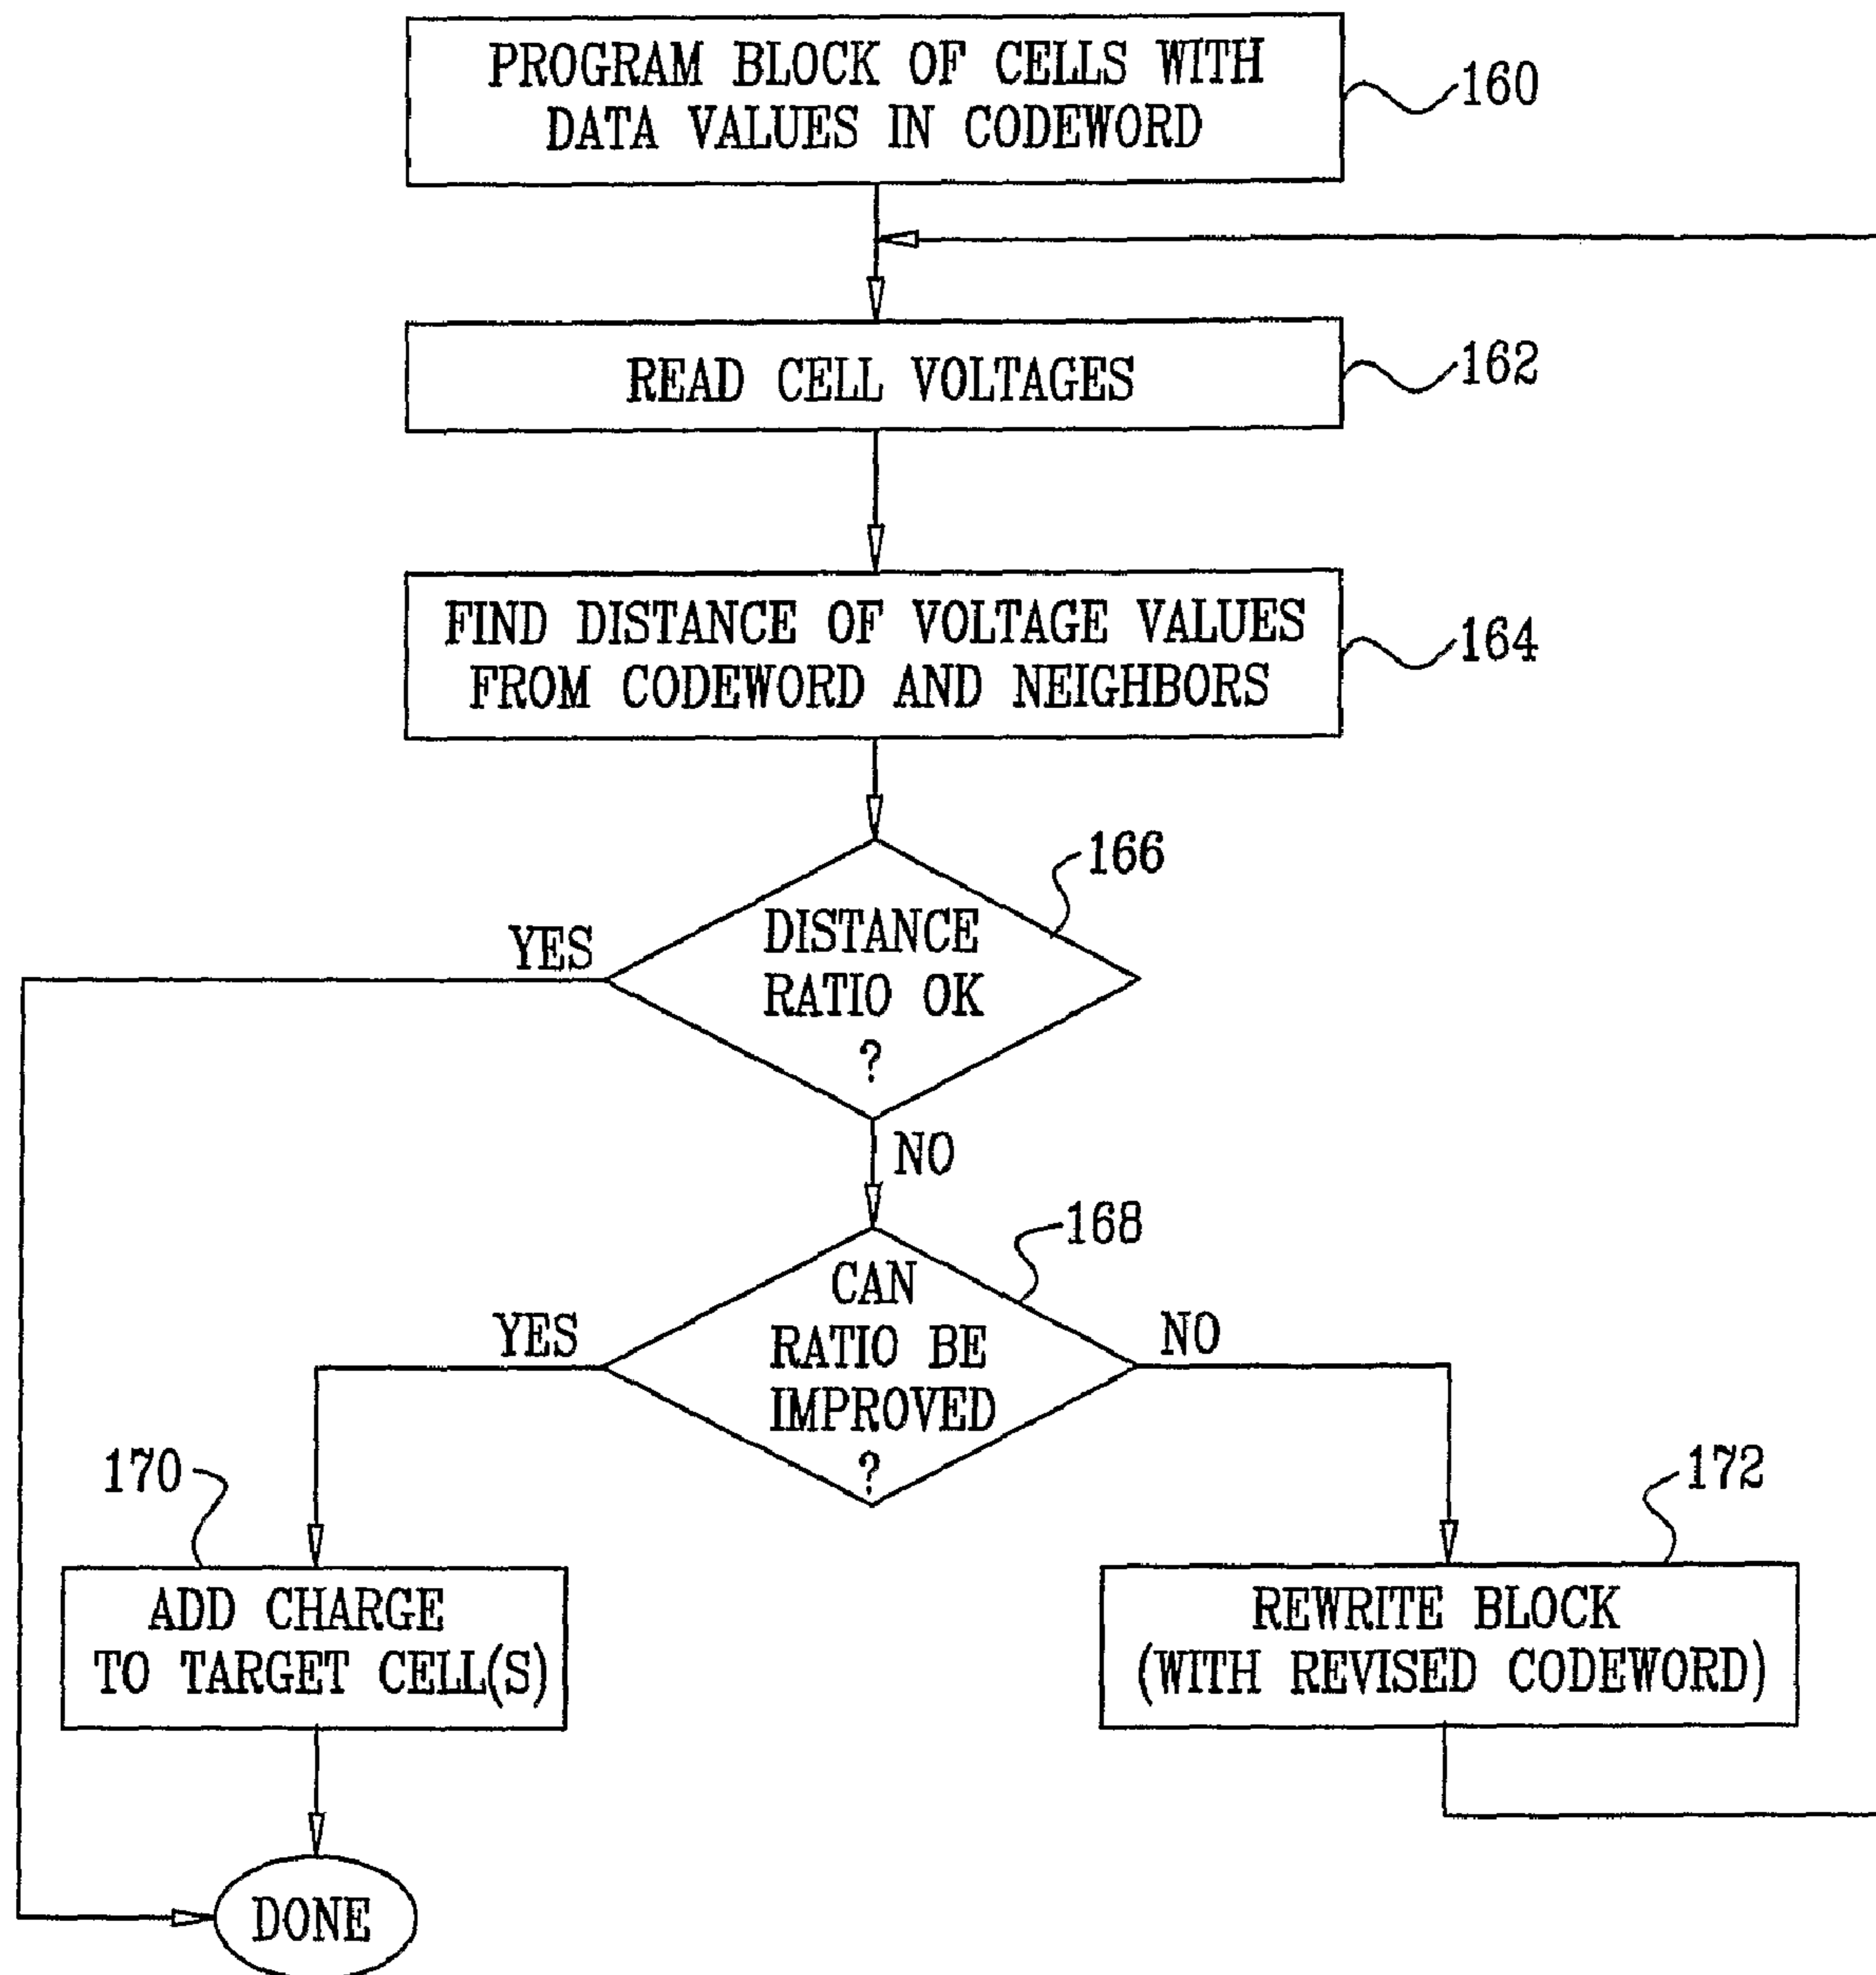 PROGRAM BLOCK OF CELLS WITH
DATA VALUES IN CODEWORD
160
READ CELL VOLTAGES
162
FIND DISTANCE OF VOLTAGE VALUES
FROM CODEWORD AND NEIGHBORS
164
166
DISTANCE
RATIO OK
?
YES
NO
168
CAN
RATIO BE
IMPROVED
?
YES
NO
170
ADD CHARGE
TO TARGET CELL(S)
172
REWRITE BLOCK
(WITH REVISED CODEWORD)
DONE